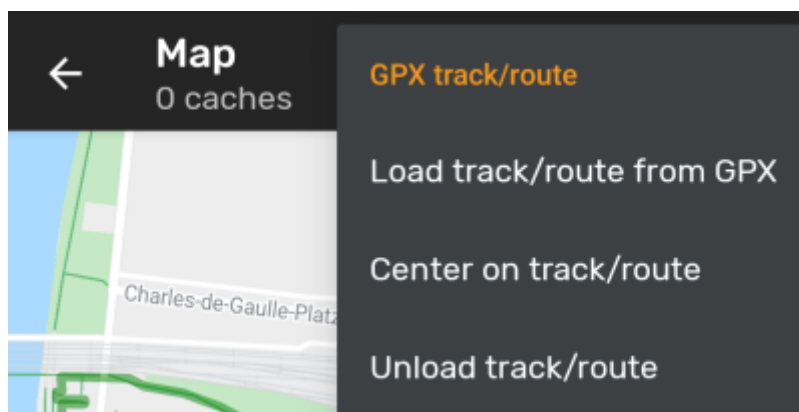 Map
0 caches
GPX track/route
Load track/route from GPX
Center on track/route
Unload track/route
Charles-de-Gaulle-Platz